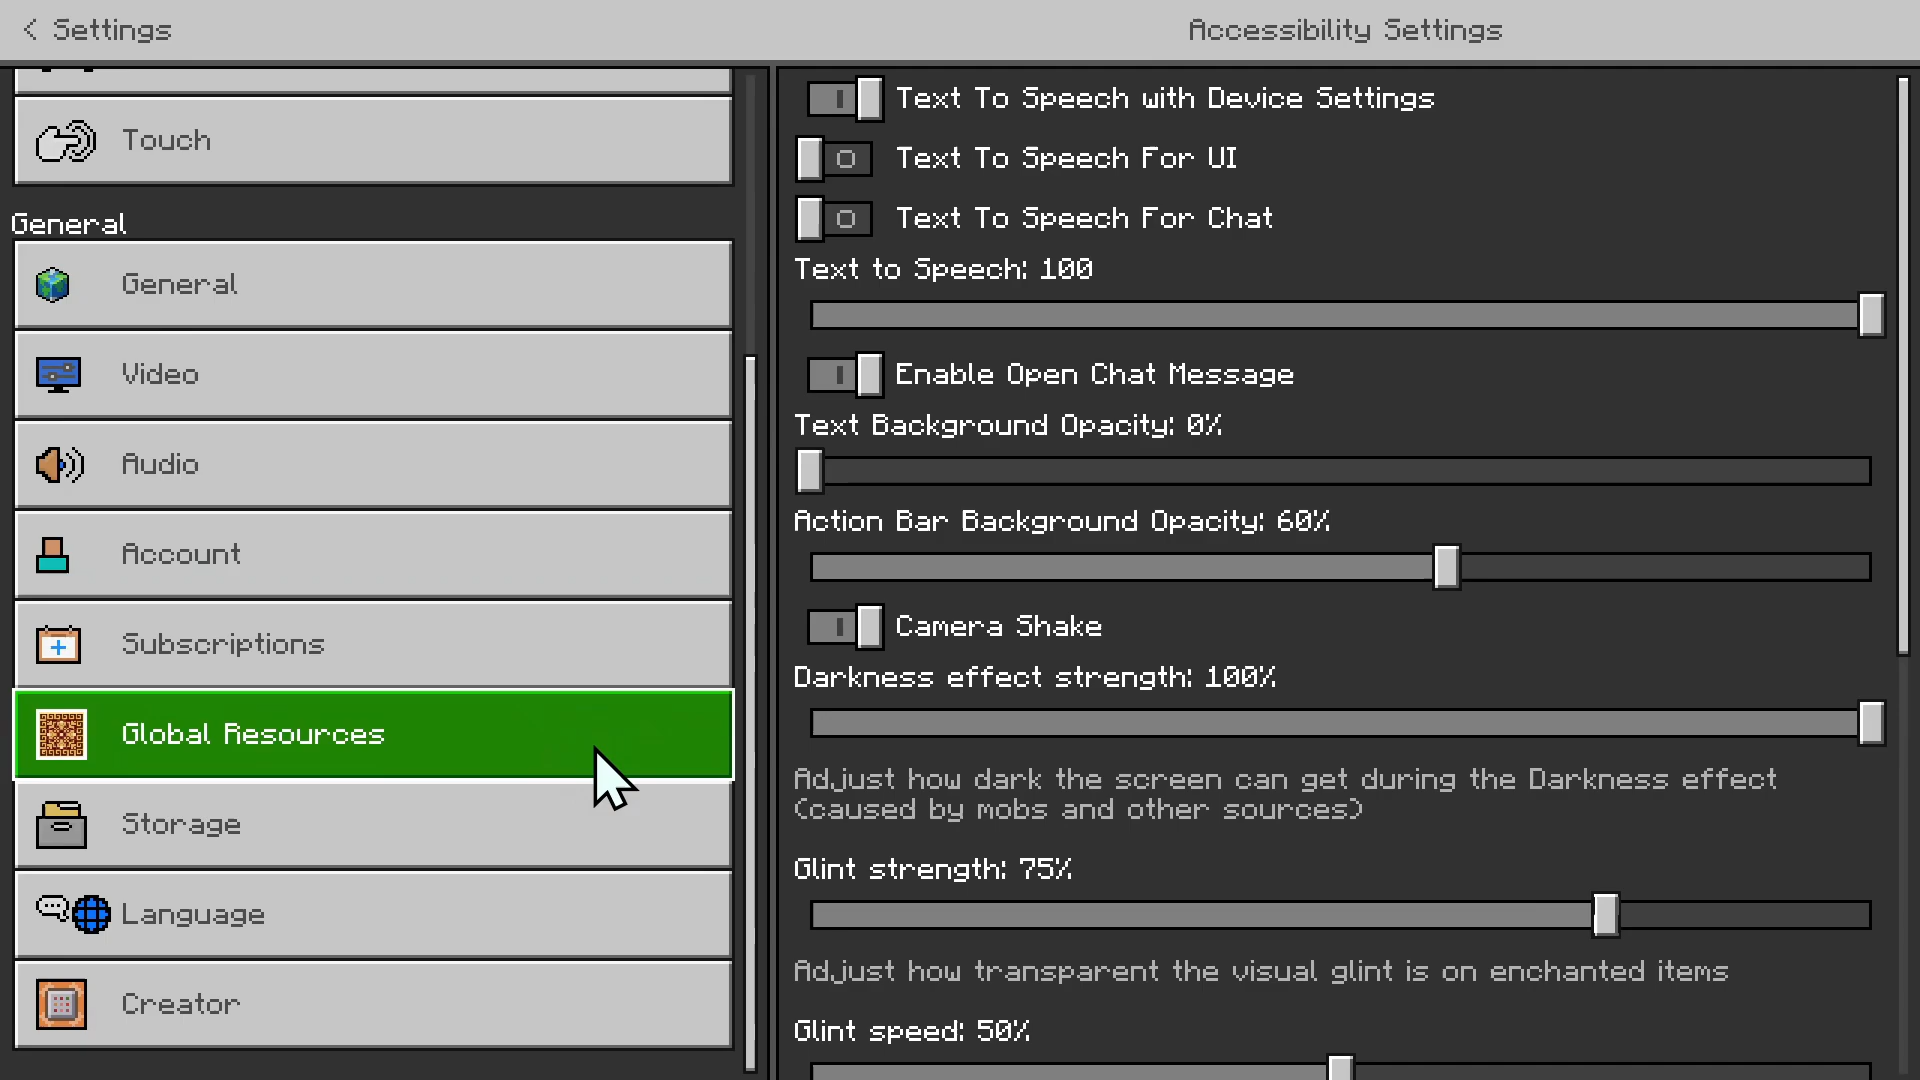 Settings
Accessibility Settings
Touch
General
General
Video
Audio
Account
Subscriptions
Global Resources
Storage
Language
Creator
Text To Speech with Device Settings
Text To Speech For UI
Text To Speech For Chat
Text to Speech: 100
Enable Open Chat Message
Text Background Opacity: 0%
Action Bar Background Opacity: 60%
Camera Shake
Darkness effect strength: 100%
Adjust how dark the screen can get during the Darkness effect
(caused by mobs and other sources)
Glint strength: 75%
Adjust how transparent the visual glint is on enchanted items
Glint speed: 50%